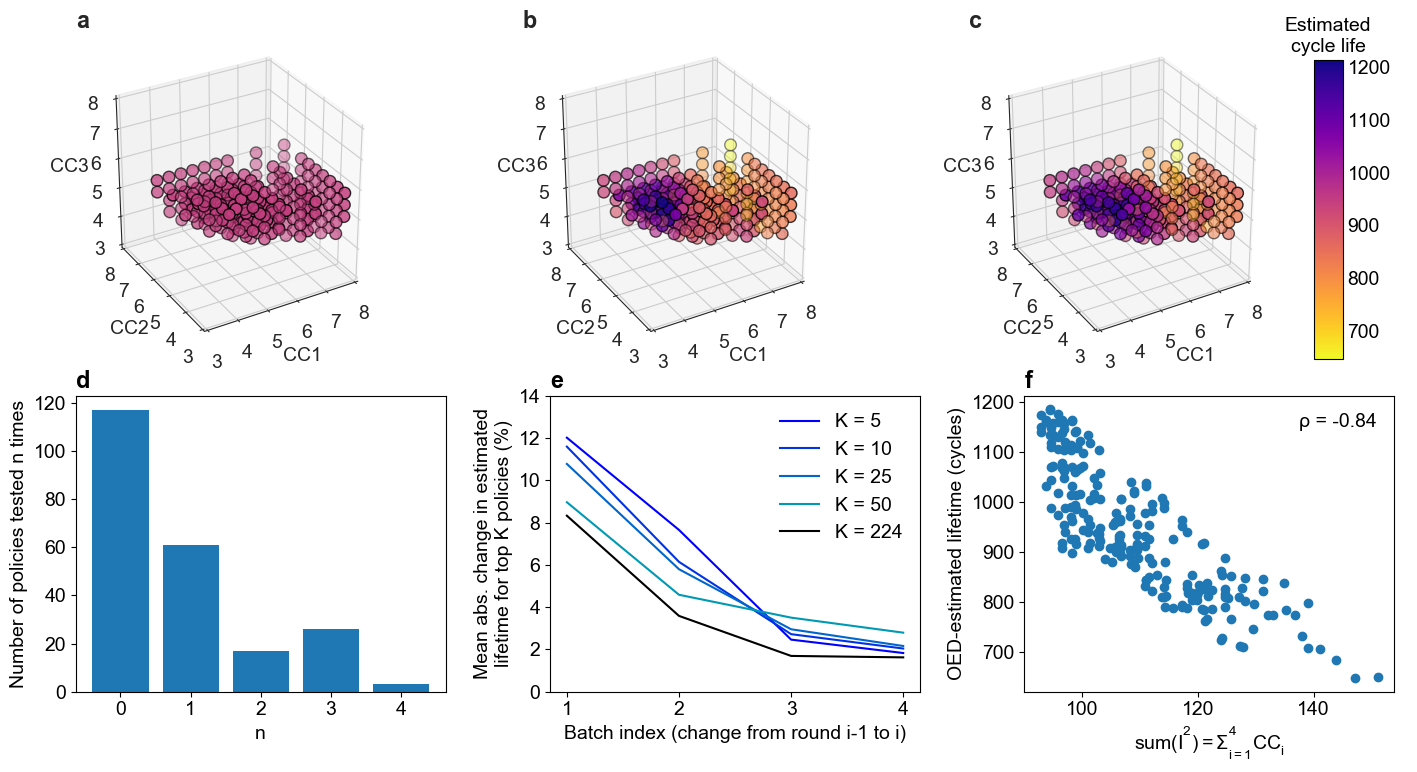 a
b
c
Estimated
cycle life
8
7
CC3
6
5
4
3
8
7
6
CC2
5
4
3
3
4
5
CC1
6
7
8
8
7
CC3
6
5
4
3
8
7
6
CC2
5
4
3
3
4
5
CC1
6
7
8
8
7
CC3
6
5
4
3
8
7
6
CC2
5
4
3
3
4
5
CC1
6
7
8
1200
1100
1000
900
800
700
d
Number of policies tested n times
120
100
80
60
40
20
0
0 1 2 3 4
n
e
Mean abs. change in estimated
lifetime for top K policies (%)
14
12
10
8
6
4
2
0
K = 5
K = 10
K = 25
K = 50
K = 224
1 2 3 4
Batch index (change from round i-1 to i)
f
OED-estimated lifetime (cycles)
1200
1100
1000
900
800
700
ρ = -0.84
100 120 140
sum(I²) = Σ⁴ᵢ₌₁CCᵢ